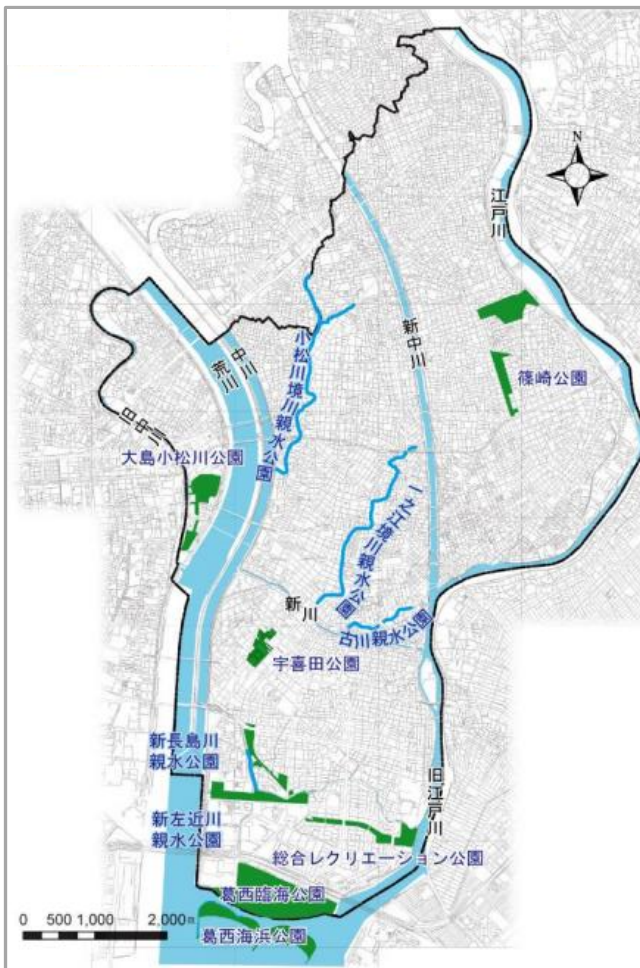 N
江戸川
新中川
中川
荒川
小松川境川親水公園
篠崎公園
旧中川
大島小松川公園
一之江境川親水公園
新川
古川親水公園
宇喜田公園
新長島川
親水公園
旧江戸川
新左近川
親水公園
総合レクリエーション公園
葛西臨海公園
0 500 1,000 2,000m
葛西海浜公園